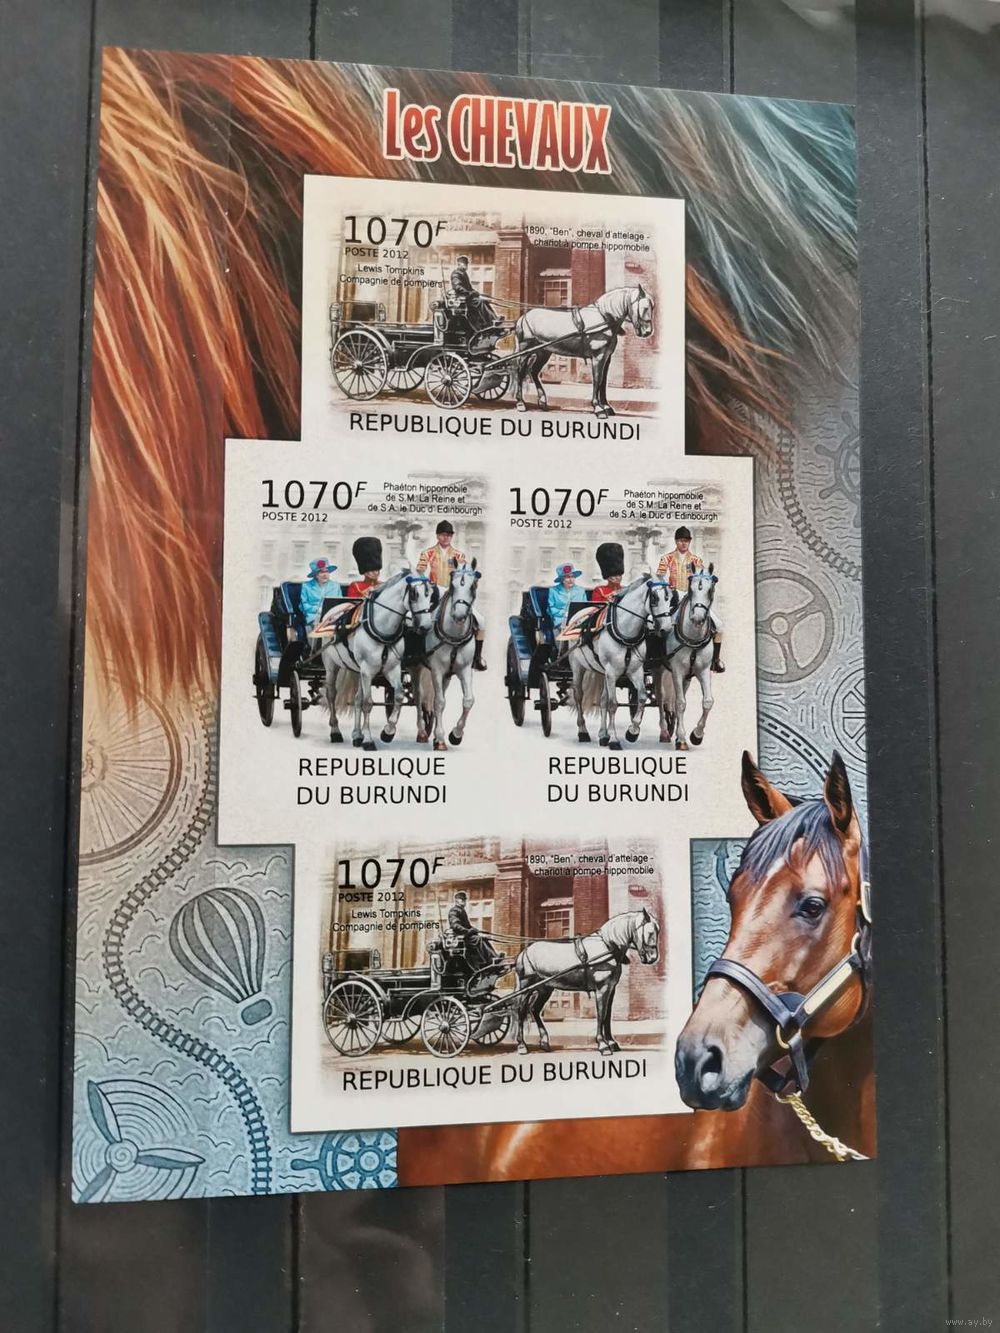 Les CHEVAUX
1070F
POSTE 2012
1890, "Ben", cheval d'attelage -
chariot à pompe hippomobile
Lewis Tompkins
Compagnie de pompiers
REPUBLIQUE DU BURUNDI
1070F
POSTE 2012
Phaéton hippomobile
de S.M. La Reine et
de S.A. le Duc d' Edinbourgh
REPUBLIQUE
DU BURUNDI
1070F
POSTE 2012
Phaéton hippomobile
de S.M. La Reine et
de S.A. le Duc d' Edinbourgh
REPUBLIQUE
DU BURUNDI
1070F
POSTE 2012
1890, "Ben", cheval d'attelage -
chariot à pompe hippomobile
Lewis Tompkins
Compagnie de pompiers
REPUBLIQUE DU BURUNDI
www.ay.by